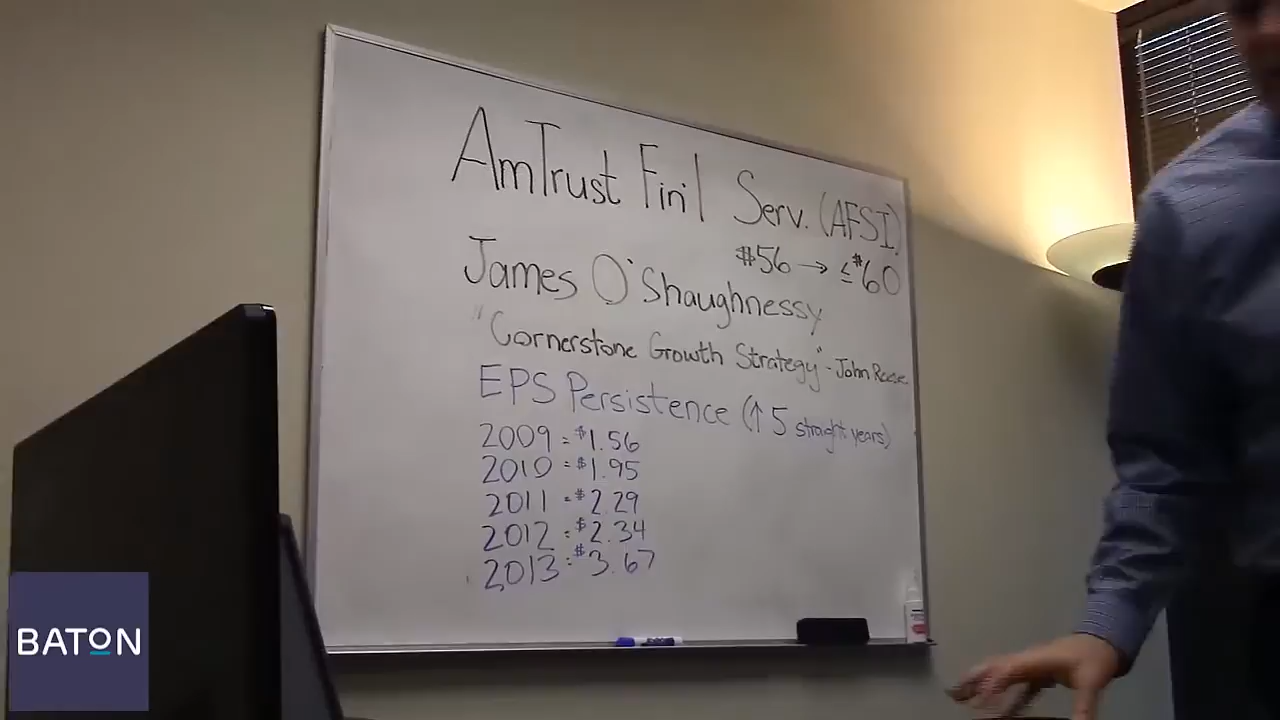 AmTrust Fin'l Serv. (AFSI)
$56 → ≤ $60
James O'Shaughnessy
"Cornerstone Growth Strategy" - John Reese
EPS Persistence (↑ 5 straight years)
2009 = $1.56
2010 = $1.95
2011 = $2.29
2012 = $2.34
2013 = $3.67
BATON